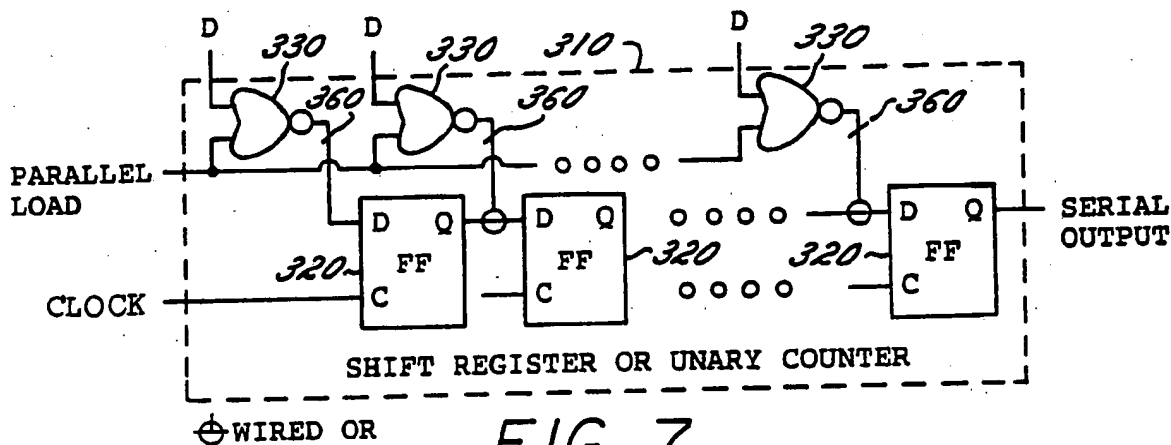 D D D
330 330 310 330
360 360 360
PARALLEL
LOAD
D Q D Q D Q
SERIAL
OUTPUT
320 FF FF 320 320 FF
CLOCK C C C
SHIFT REGISTER OR UNARY COUNTER
WIRED OR
FIG. 7